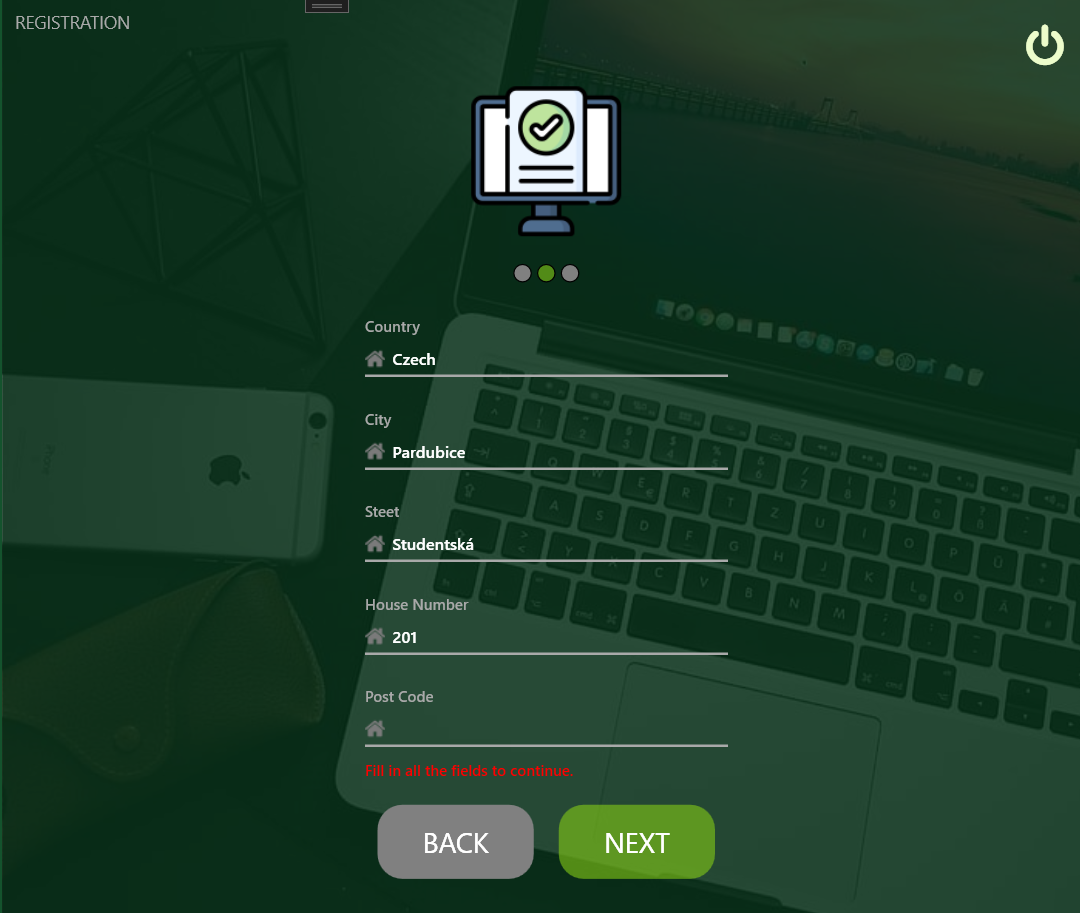 REGISTRATION
Country
Czech
City
Pardubice
Steet
Studentská
House Number
201
Post Code
Fill in all the fields to continue.
BACK
NEXT